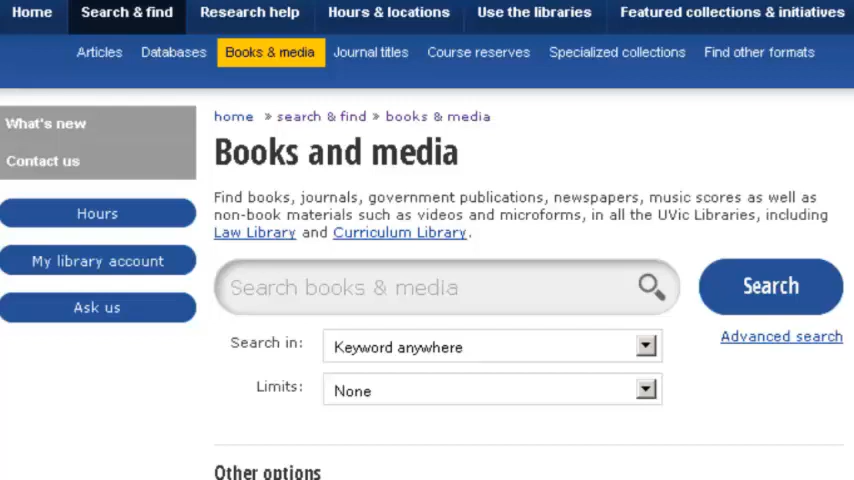 Home Search & find Research help Hours & locations Use the libraries Featured collections & initiatives
Articles Databases Books & media Journal titles Course reserves Specialized collections Find other formats
What's new
Contact us
Hours
My library account
Ask us
home » search & find » books & media
Books and media
Find books, journals, government publications, newspapers, music scores as well as
non-book materials such as videos and microforms, in all the UVic Libraries, including
Law Library and Curriculum Library.
Search books & media Search
Advanced search
Search in: Keyword anywhere
Limits: None
Other options